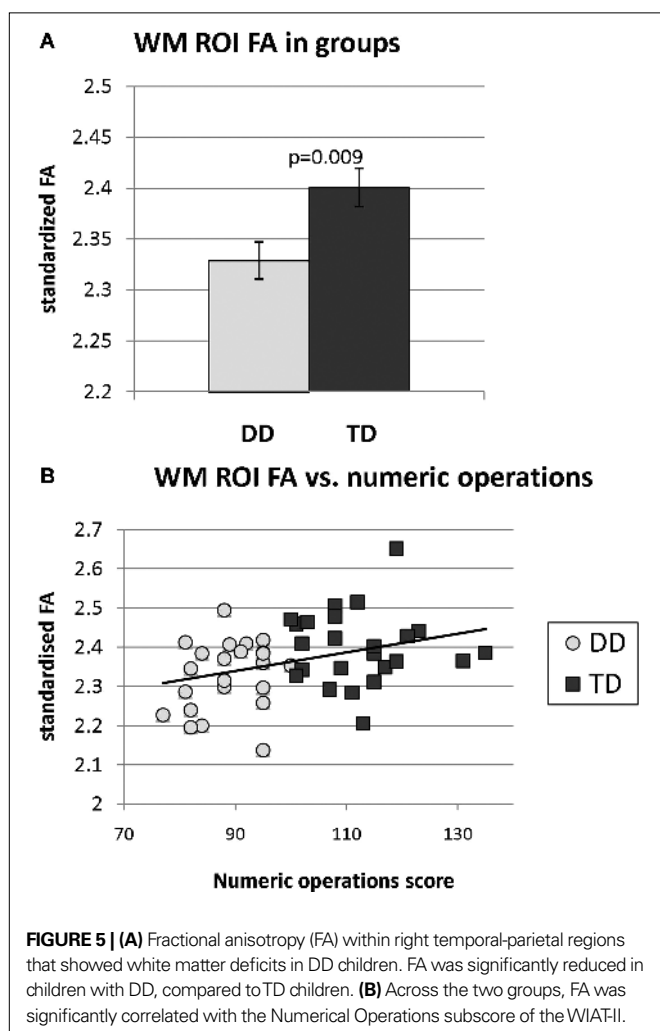 A
WM ROI FA in groups
2.5
2.45
2.4
2.35
2.3
2.25
2.2
standardized FA
p=0.009
DD TD
B
WM ROI FA vs. numeric operations
2.7
2.6
2.5
2.4
2.3
2.2
2.1
2
standardised FA
70 90 110 130
Numeric operations score
DD
TD
FIGURE 5 | (A) Fractional anisotropy (FA) within right temporal-parietal regions
that showed white matter deficits in DD children. FA was significantly reduced in
children with DD, compared to TD children. (B) Across the two groups, FA was
significantly correlated with the Numerical Operations subscore of the WIAT-II.